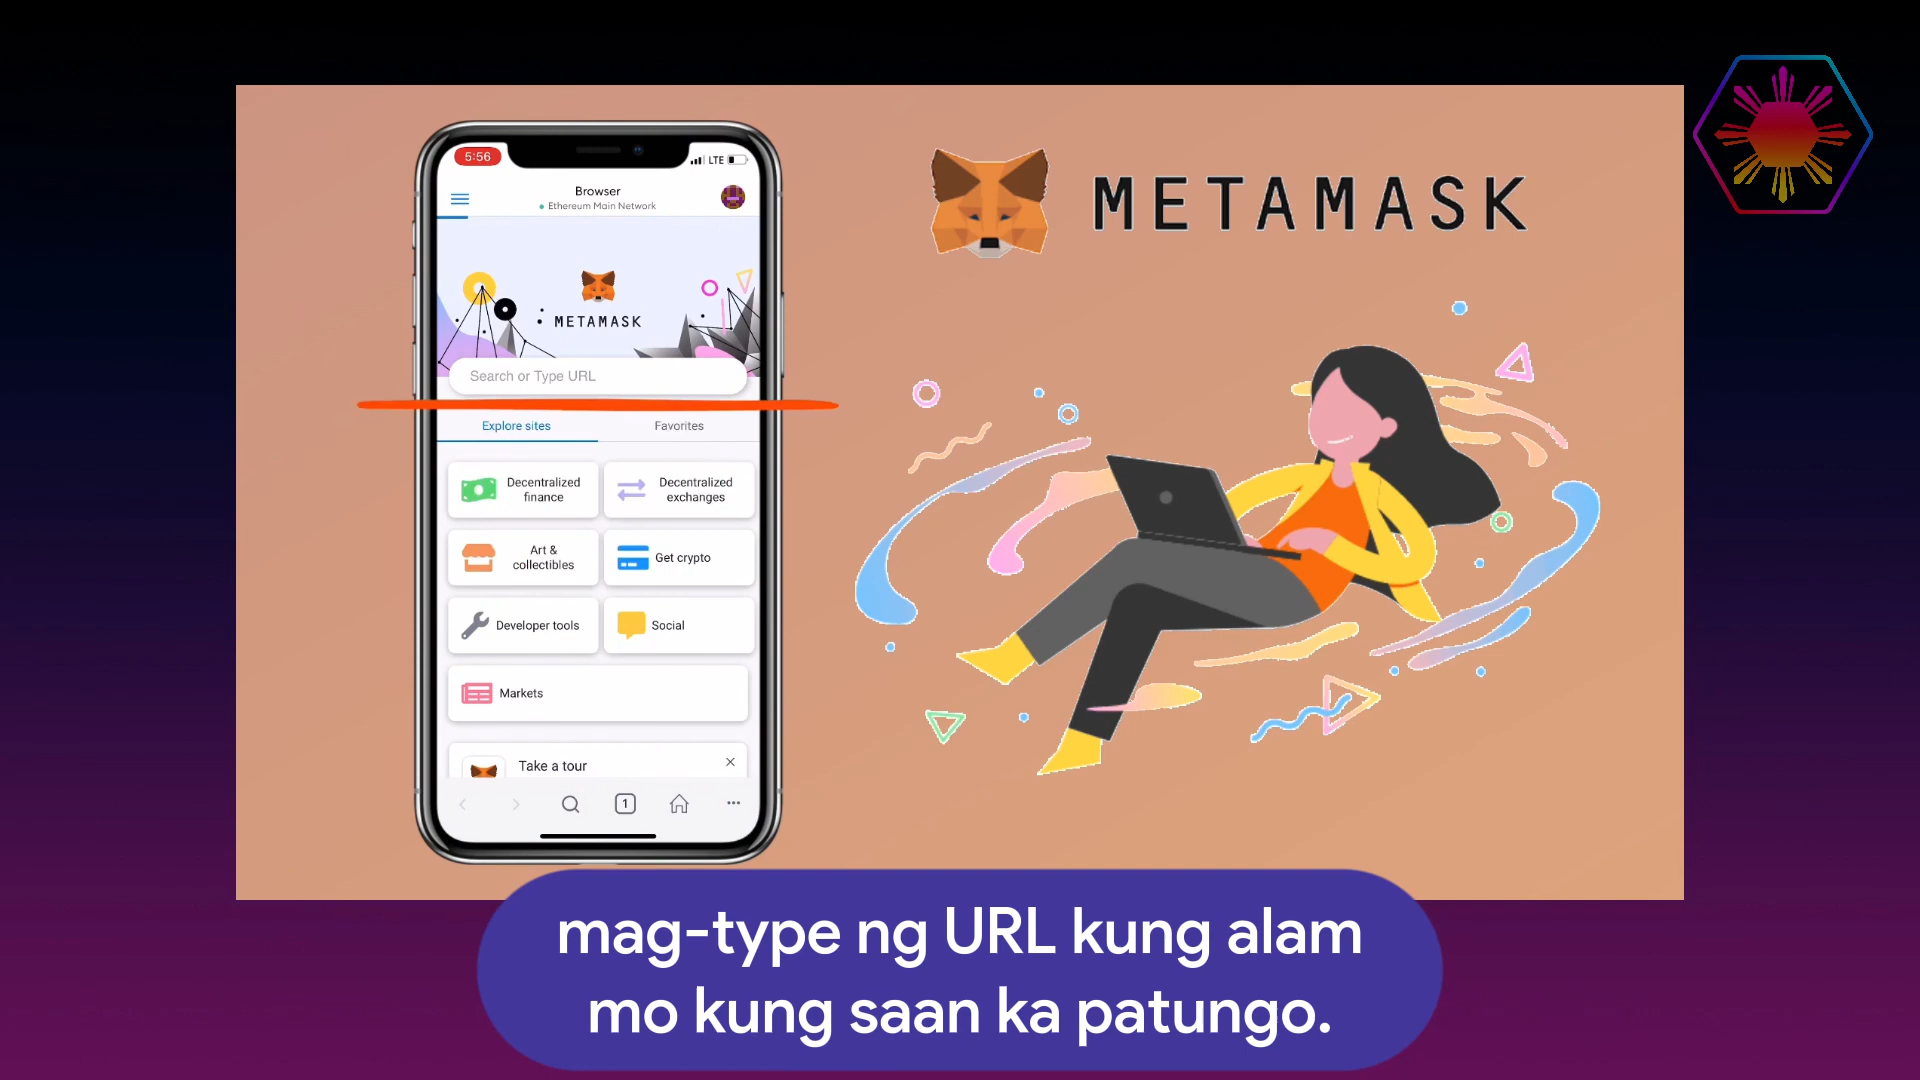 5:56
LTE
Browser
Ethereum Main Network
METAMASK
METAMASK
Search or Type URL
Explore sites
Favorites
Decentralized
finance
Decentralized
exchanges
Art &
collectibles
Get crypto
Developer tools
Social
Markets
Take a tour
1
mag-type ng URL kung alam
mo kung saan ka patungo.